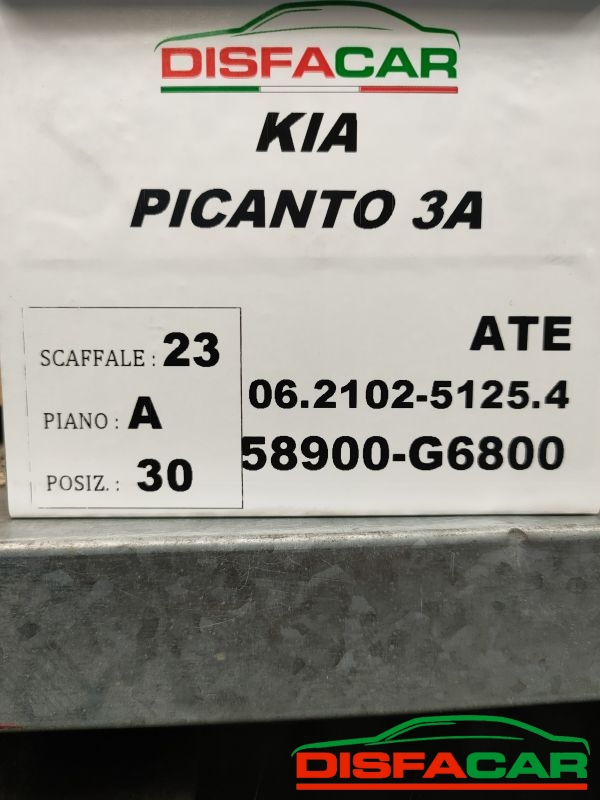 DISFACAR
KIA
PICANTO 3A
SCAFFALE : 23
PIANO : A
POSIZ. : 30
ATE
06.2102-5125.4
58900-G6800
DISFACAR